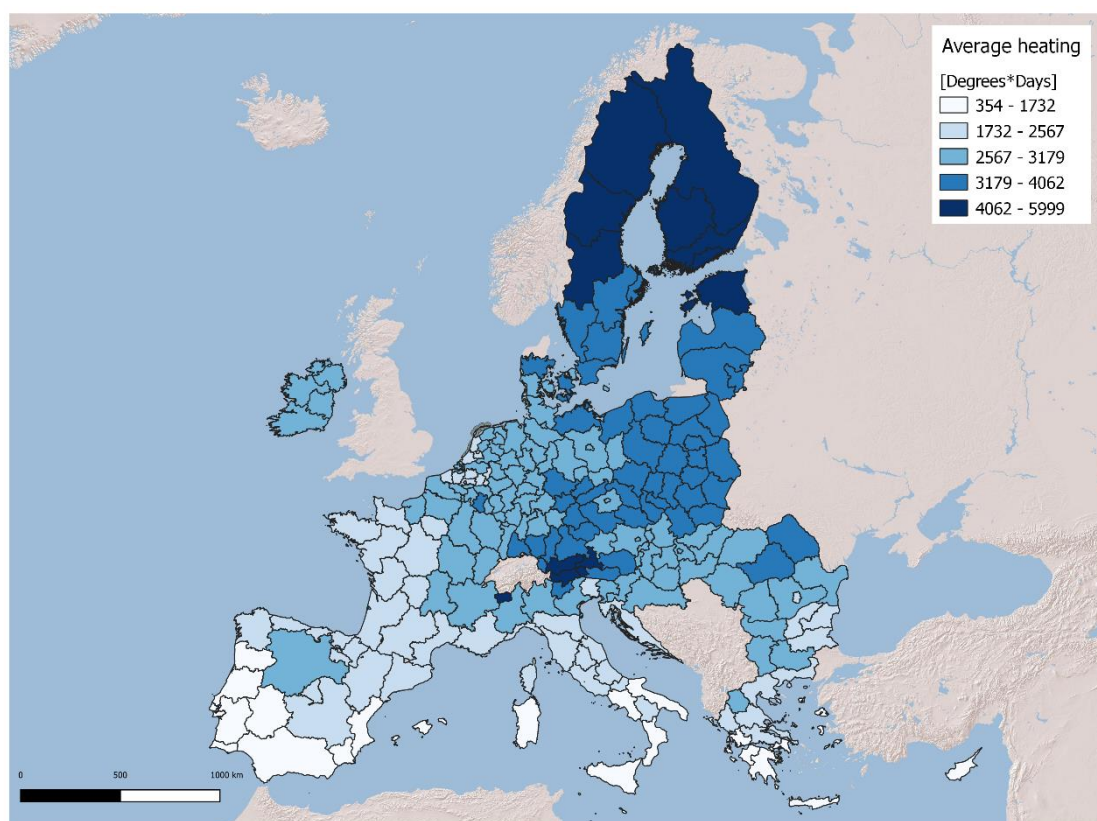 Average heating
[Degrees*Days]
354 - 1732
1732 - 2567
2567 - 3179
3179 - 4062
4062 - 5999
0 500 1000 km